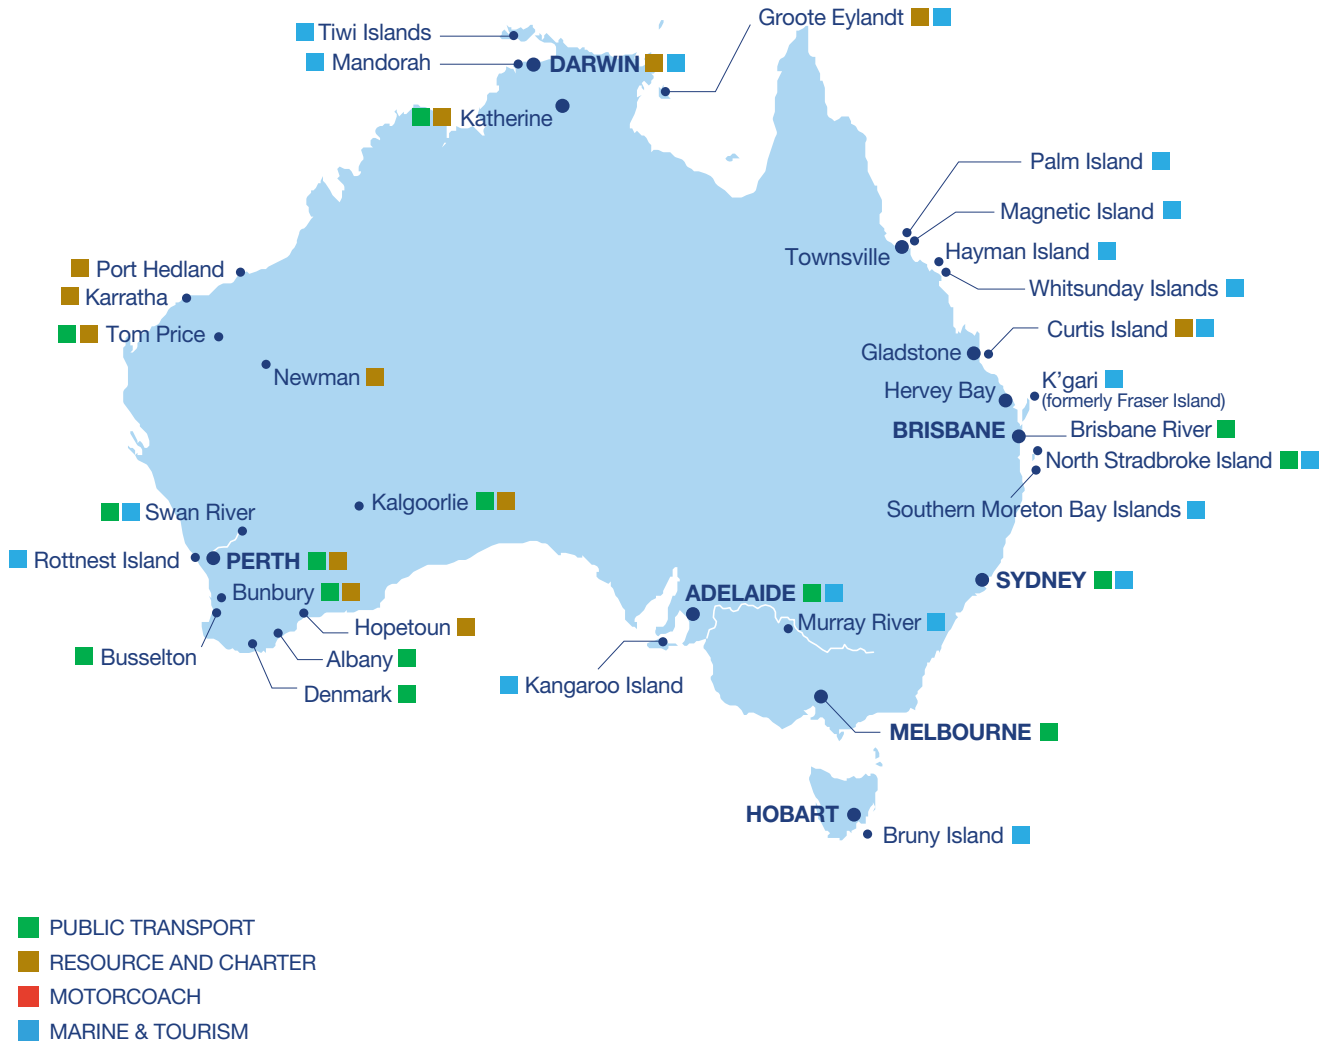 Groote Eylandt
Tiwi Islands
Mandorah
DARWIN
Katherine
Palm Island
Magnetic Island
Hayman Island
Townsville
Whitsunday Islands
Port Hedland
Karratha
Tom Price
Newman
Curtis Island
Gladstone
K’gari
(formerly Fraser Island)
Hervey Bay
BRISBANE
Brisbane River
North Stradbroke Island
Southern Moreton Bay Islands
Kalgoorlie
Swan River
Rottnest Island
PERTH
Bunbury
Hopetoun
Busselton
Albany
Denmark
SYDNEY
ADELAIDE
Murray River
Kangaroo Island
MELBOURNE
HOBART
Bruny Island
PUBLIC TRANSPORT
RESOURCE AND CHARTER
MOTORCOACH
MARINE & TOURISM